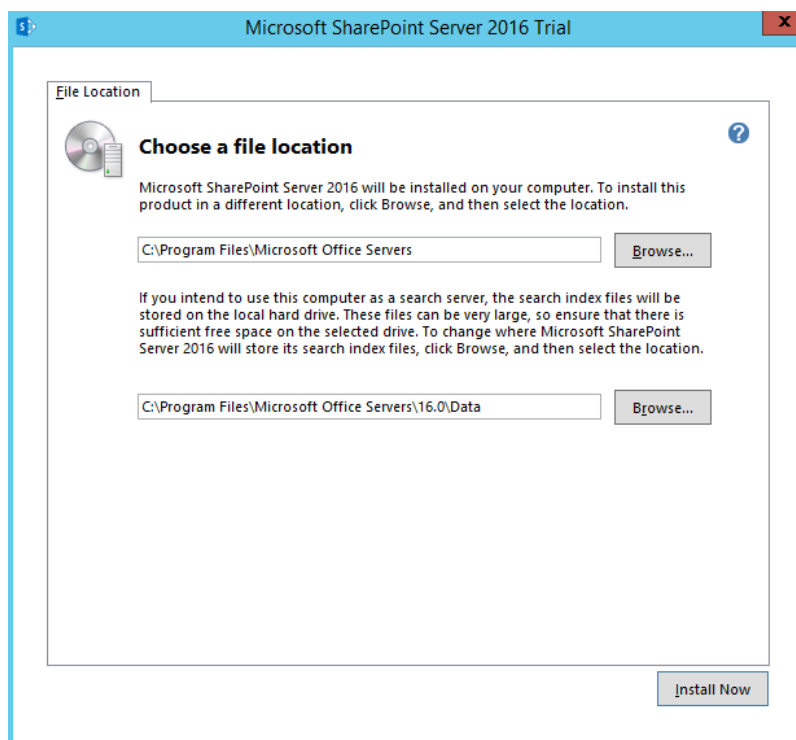 Microsoft SharePoint Server 2016 Trial
x
File Location
Choose a file location
?
Microsoft SharePoint Server 2016 will be installed on your computer. To install this
product in a different location, click Browse, and then select the location.
C:\Program Files\Microsoft Office Servers
Browse...
If you intend to use this computer as a search server, the search index files will be
stored on the local hard drive. These files can be very large, so ensure that there is
sufficient free space on the selected drive. To change where Microsoft SharePoint
Server 2016 will store its search index files, click Browse, and then select the location.
C:\Program Files\Microsoft Office Servers\16.0\Data
Browse...
Install Now